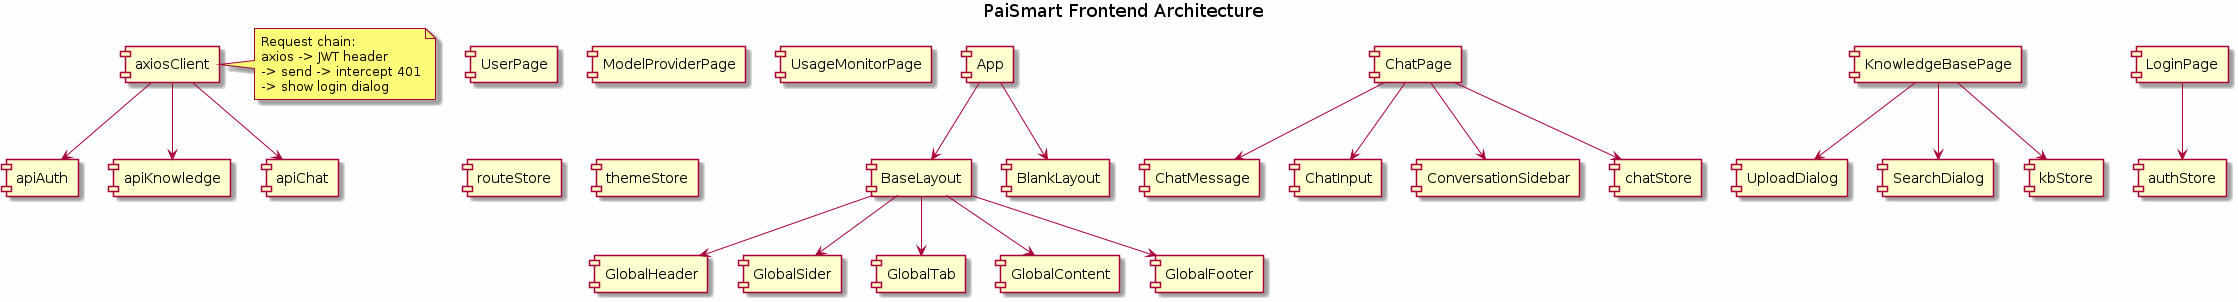 PaiSmart Frontend Architecture
axiosClient
Request chain:
axios -> JWT header
-> send -> intercept 401
-> show login dialog
UserPage
ModelProviderPage
UsageMonitorPage
App
ChatPage
KnowledgeBasePage
LoginPage
apiAuth
apiKnowledge
apiChat
routeStore
themeStore
BaseLayout
BlankLayout
ChatMessage
ChatInput
ConversationSidebar
chatStore
UploadDialog
SearchDialog
kbStore
authStore
GlobalHeader
GlobalSider
GlobalTab
GlobalContent
GlobalFooter